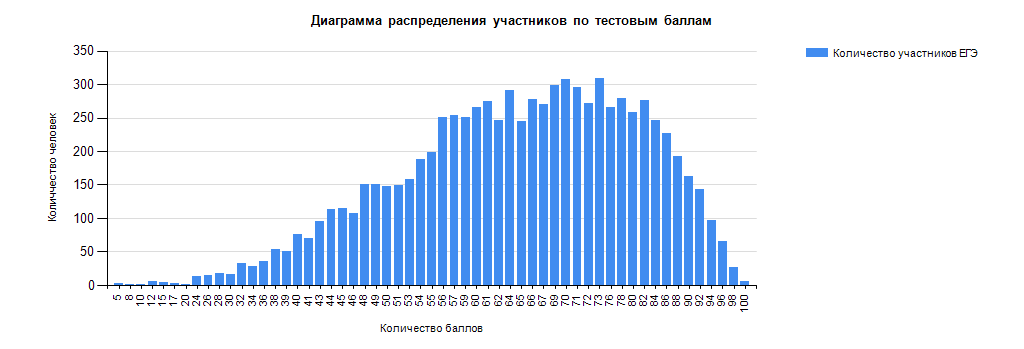 Диаграмма распределения участников по тестовым баллам
350
300
250
200
150
100
50
0
Количчество человек
5 8 10 12 15 17 20 24 26 28 30 32 34 36 38 39 40 41 43 44 45 46 48 49 50 51 53 54 55 56 57 59 60 61 62 64 65 66 67 69 70 71 72 73 76 78 80 82 84 86 88 90 92 94 96 98 100
Количество баллов
Количество участников ЕГЭ